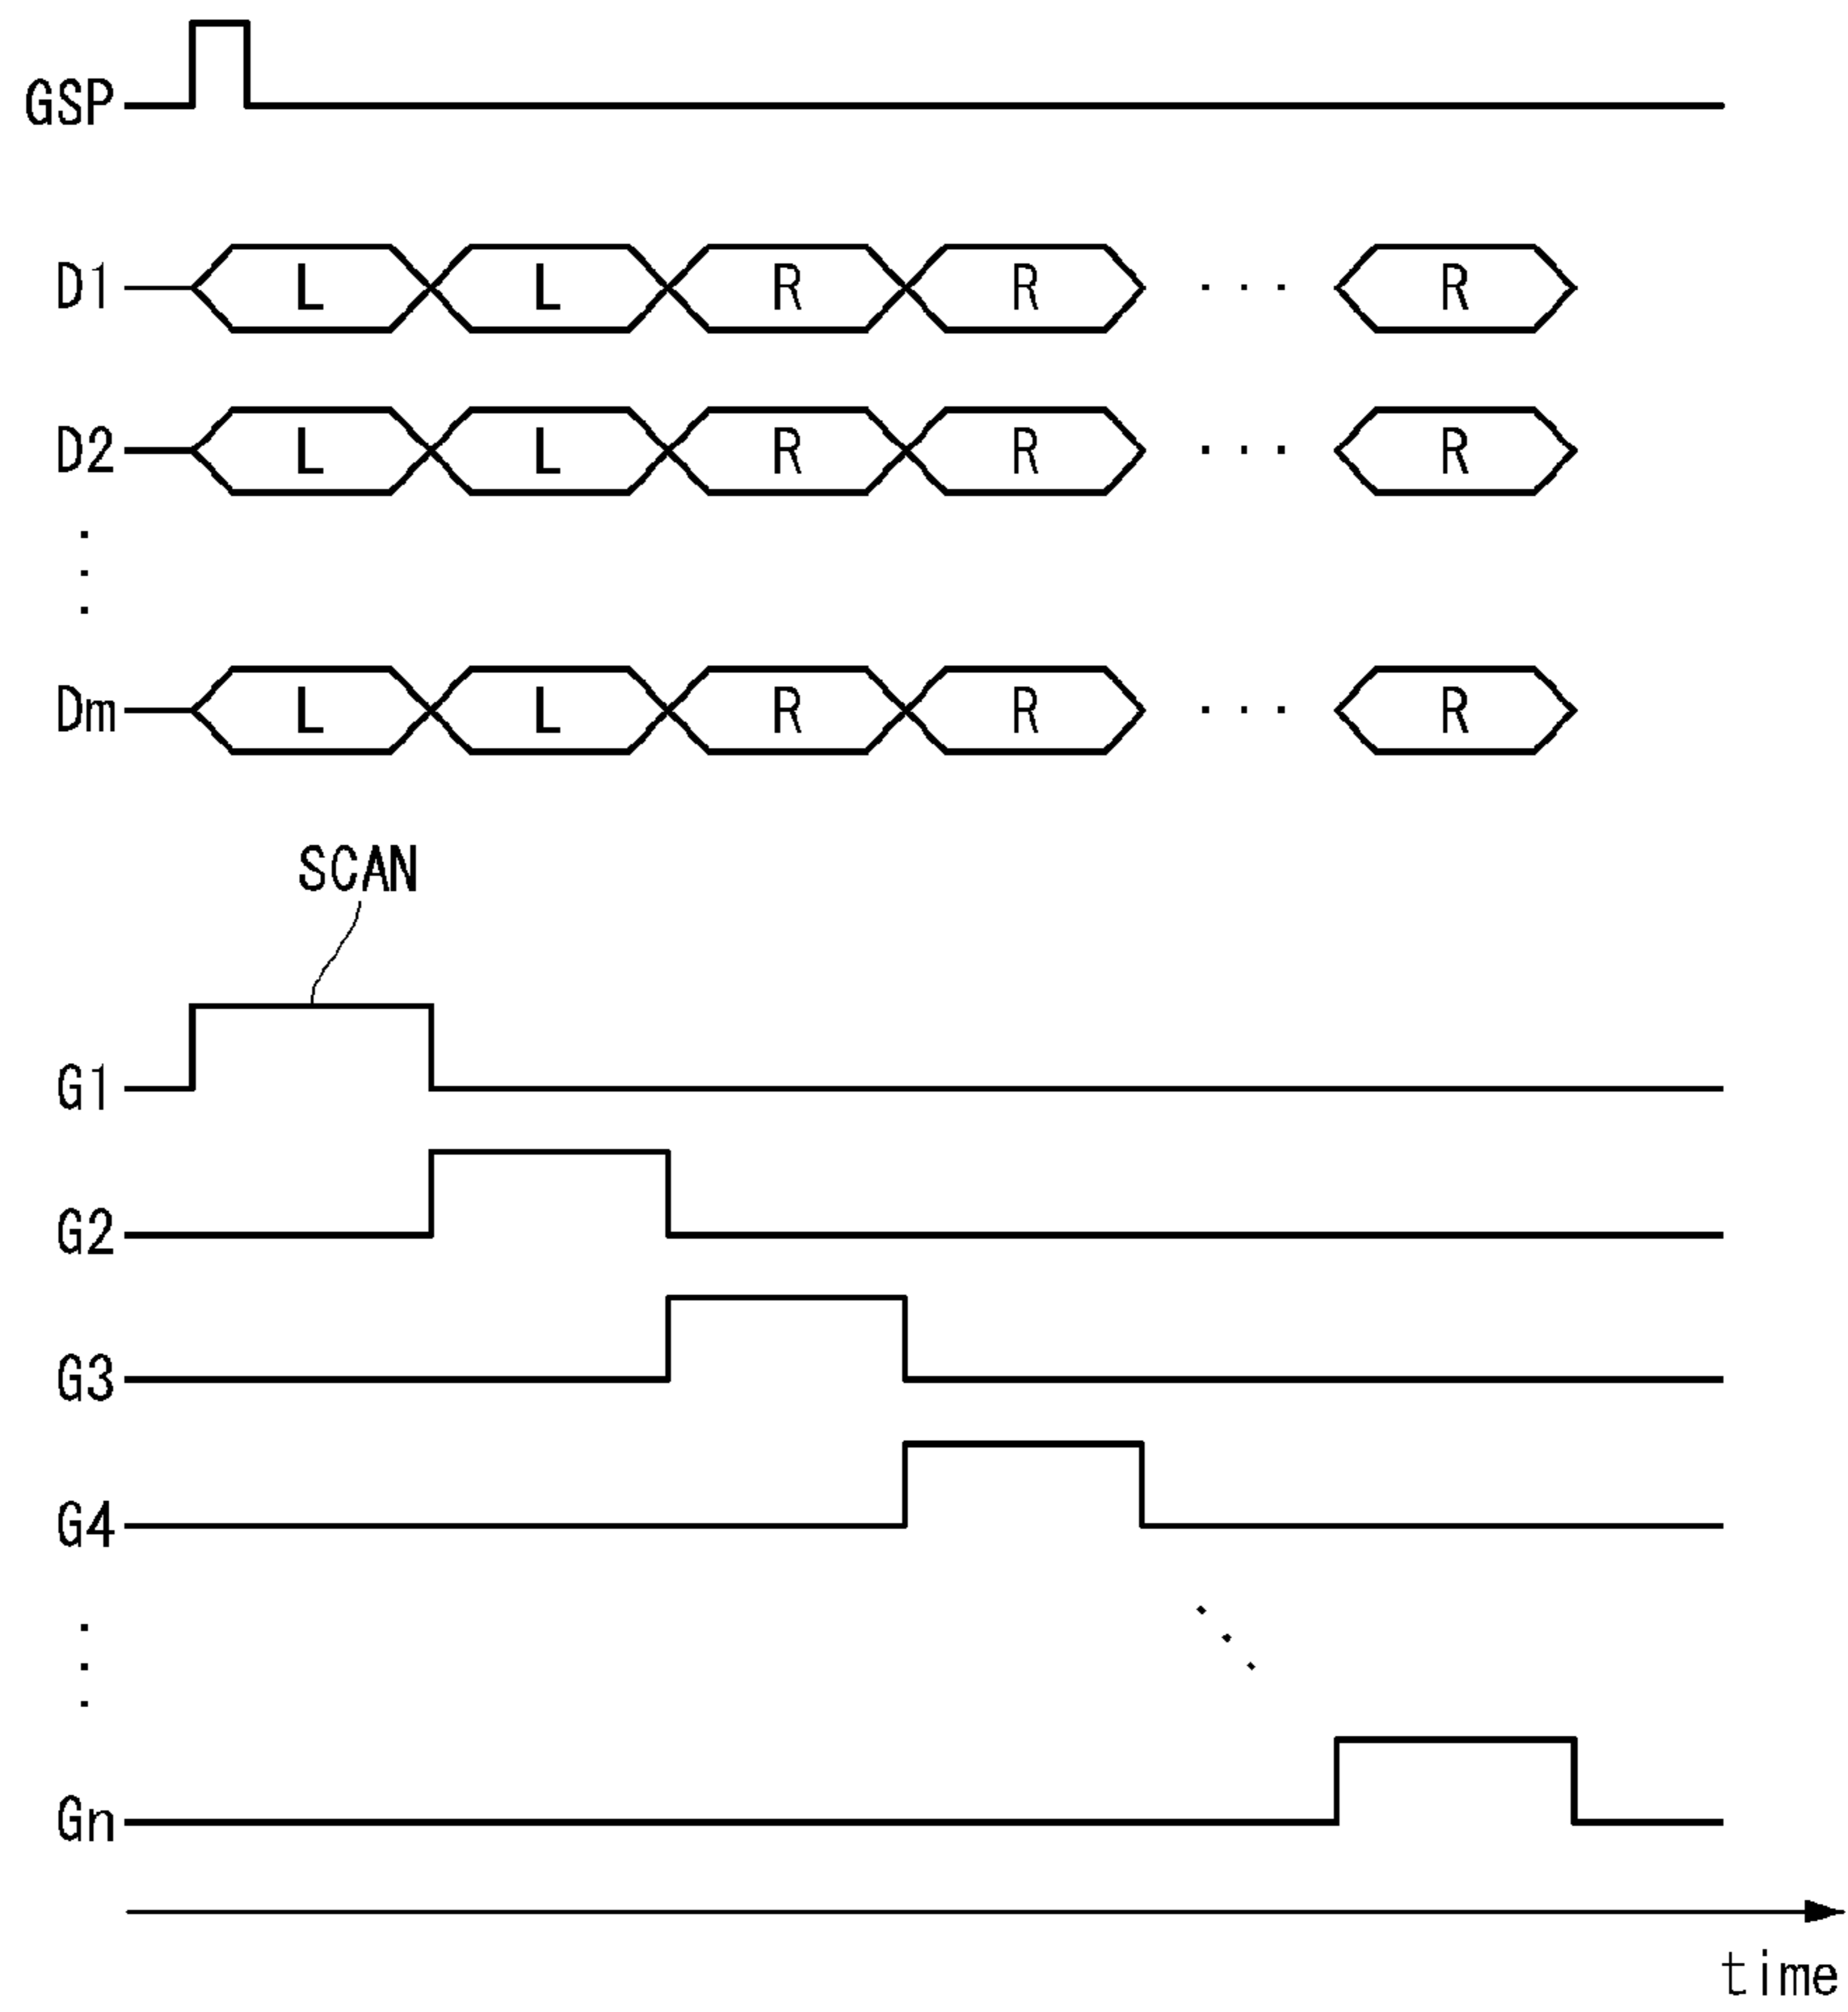 GSP
D1 L L R R ... R
D2 L L R R ... R
Dm L L R R ... R
SCAN
G1
G2
G3
G4
Gn
time